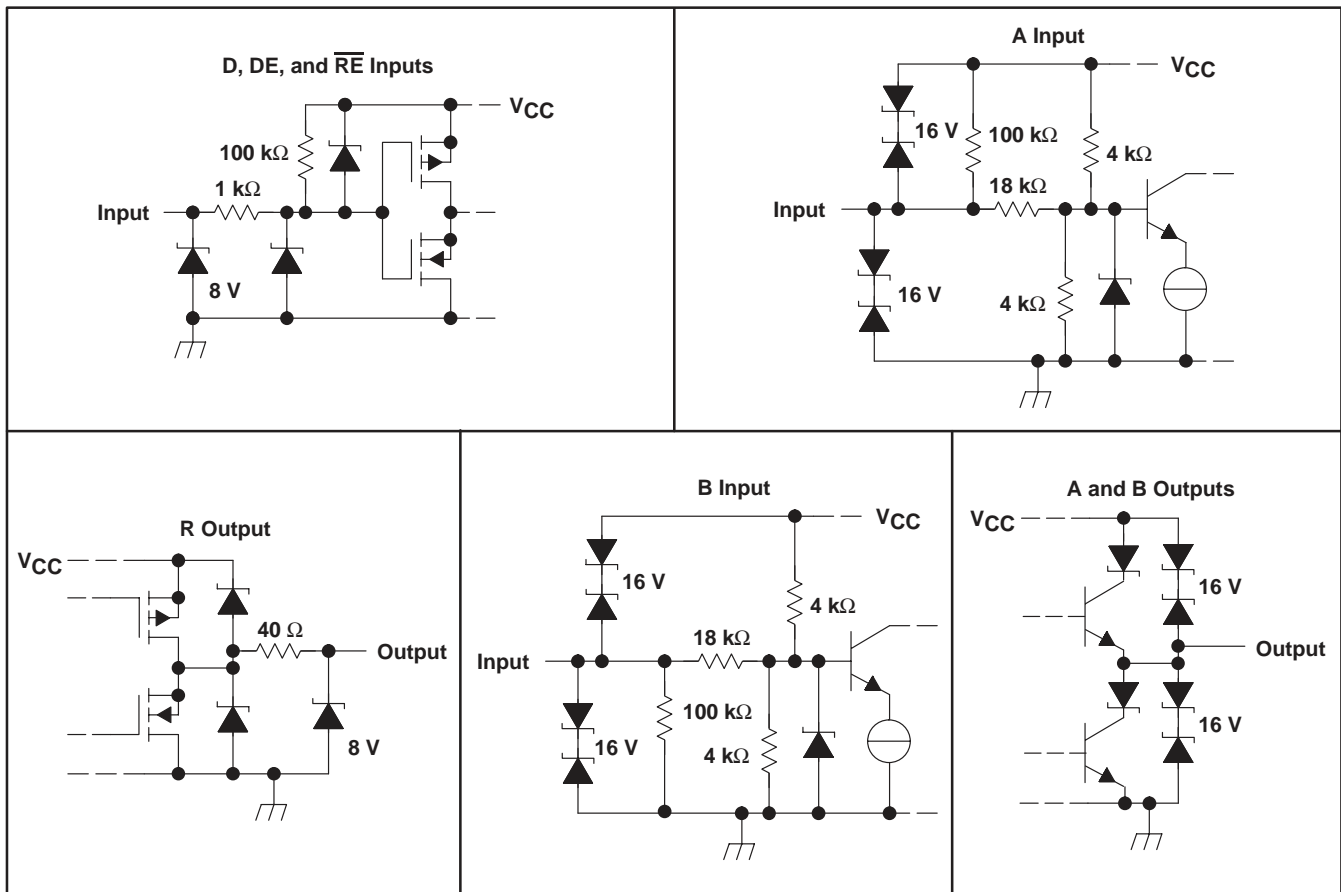 D, DE, and R̅E̅ Inputs
VCC
100 kΩ
1 kΩ
Input
8 V
A Input
VCC
16 V
100 kΩ
4 kΩ
18 kΩ
Input
16 V
4 kΩ
R Output
VCC
40 Ω
Output
8 V
B Input
VCC
16 V
4 kΩ
18 kΩ
Input
100 kΩ
16 V
4 kΩ
A and B Outputs
VCC
16 V
Output
16 V